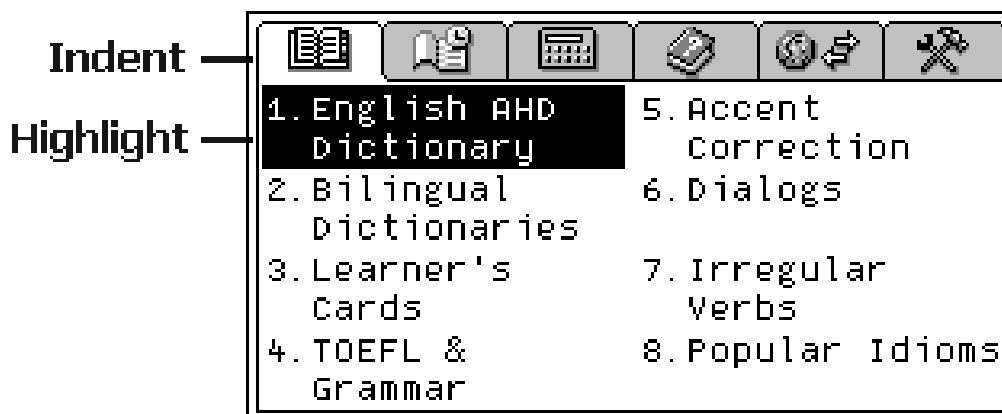 Indent
Highlight
1. English AHD
Dictionary
2. Bilingual
Dictionaries
3. Learner's
Cards
4. TOEFL &
Grammar
5. Accent
Correction
6. Dialogs
7. Irregular
Verbs
8. Popular Idioms